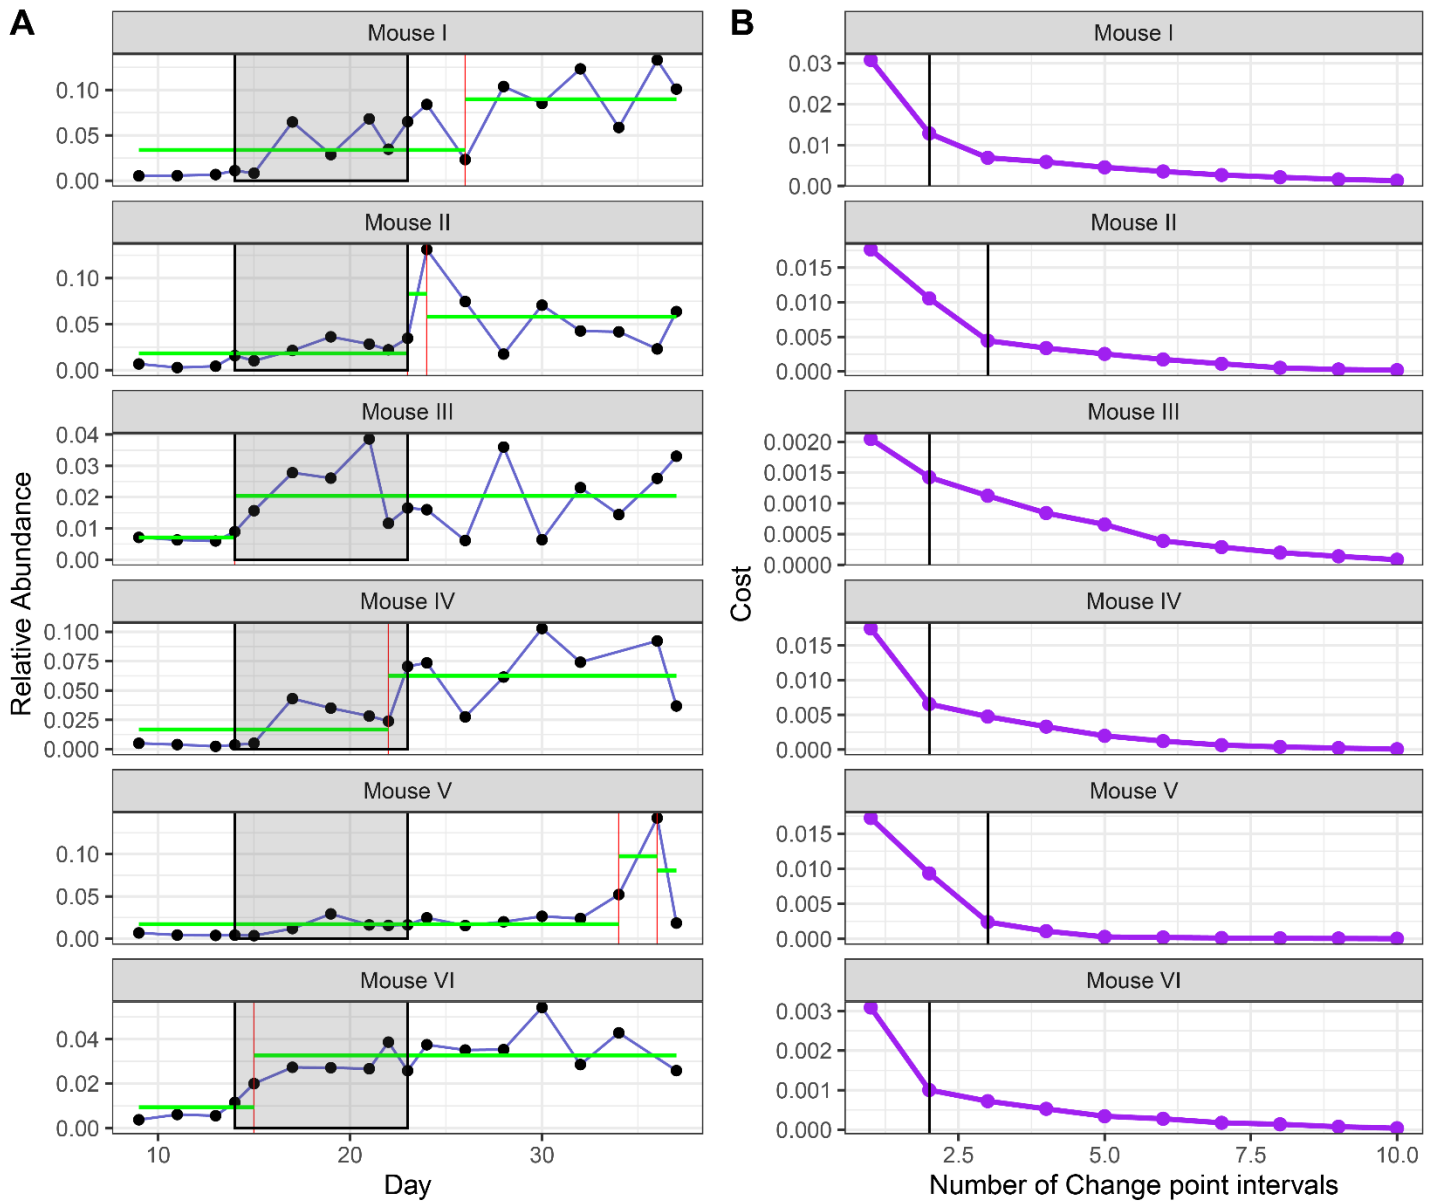 A
Mouse I
0.10
0.05
0.00
Mouse II
0.10
0.05
0.00
Mouse III
0.04
0.03
0.02
0.01
0.00
Mouse IV
0.100
0.075
0.050
0.025
0.000
Mouse V
0.10
0.05
0.00
Mouse VI
0.04
0.02
0.00
10 20 30
Day
Relative Abundance
B
Mouse I
0.03
0.02
0.01
0.00
Mouse II
0.015
0.010
0.005
0.000
Mouse III
0.0020
0.0015
0.0010
0.0005
0.0000
Mouse IV
0.015
0.010
0.005
0.000
Mouse V
0.015
0.010
0.005
0.000
Mouse VI
0.003
0.002
0.001
0.000
2.5 5.0 7.5 10.0
Number of Change point intervals
Cost